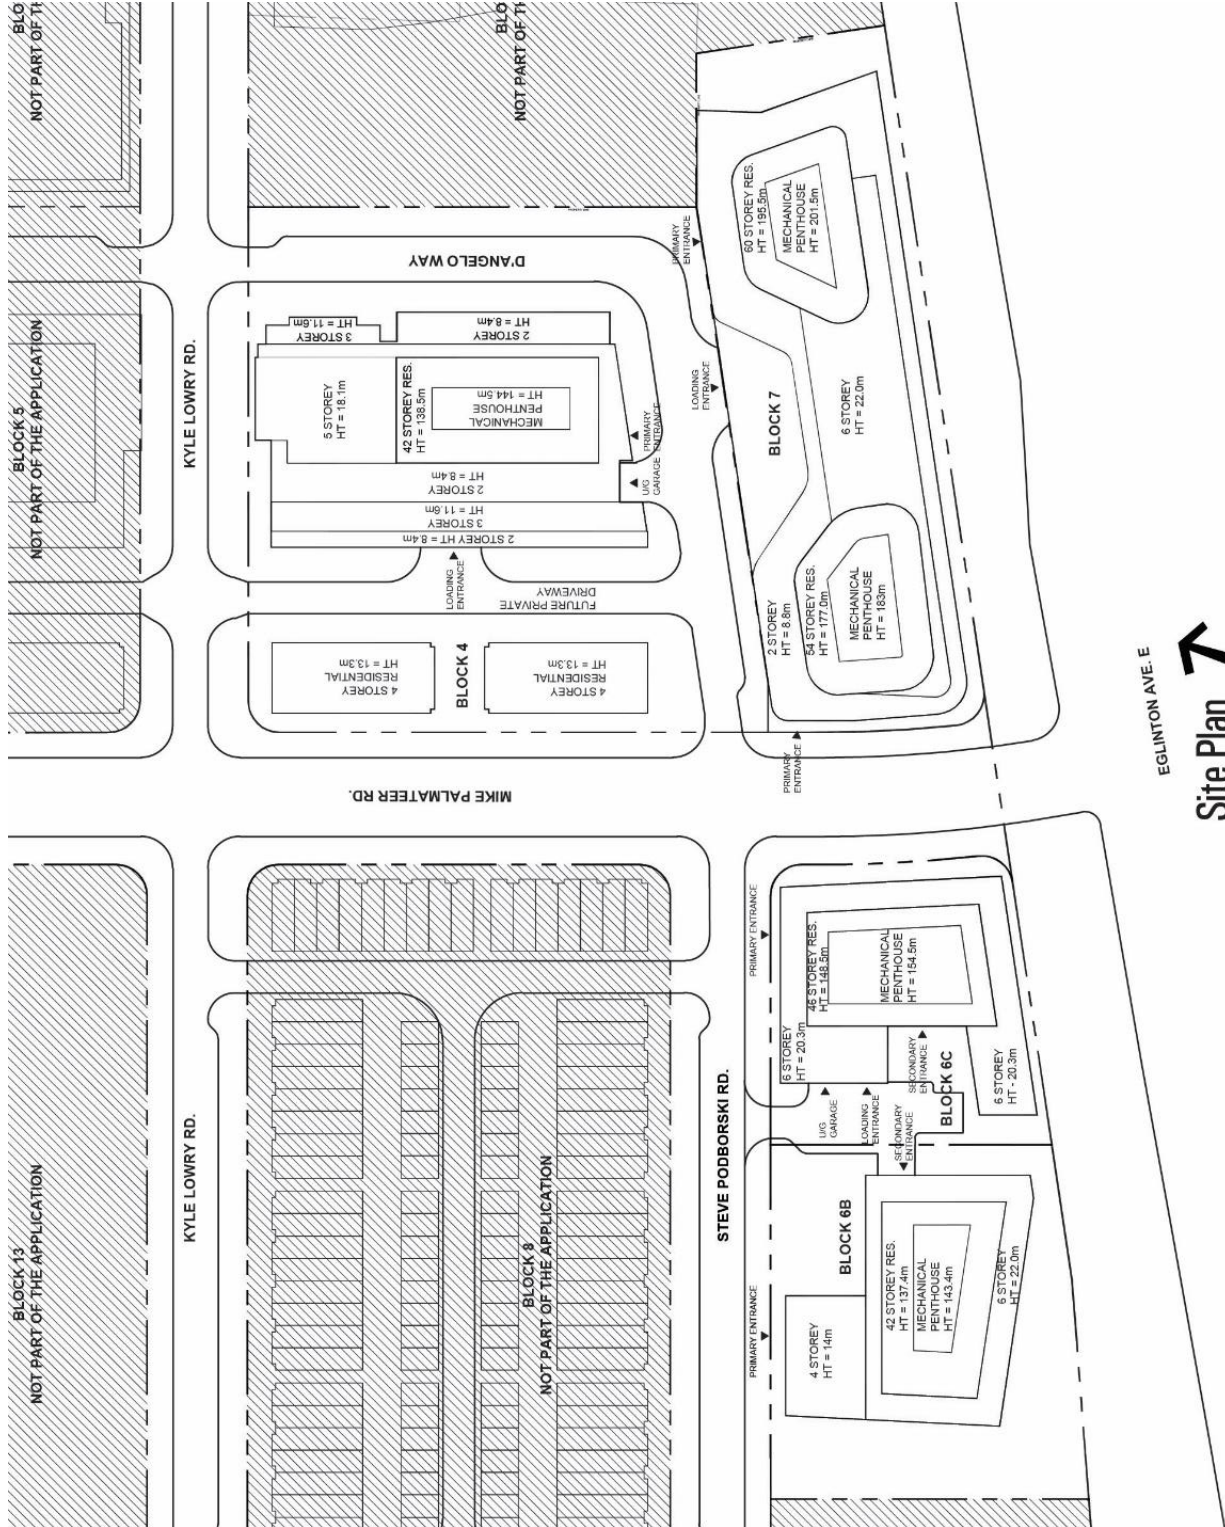 BLO
NOT PART OF TH
BLO
NOT PART OF TH
BLOCK 5
NOT PART OF THE APPLICATION
KYLE LOWRY RD.
D'ANGELO WAY
3 STOREY
HT = 11.6m
2 STOREY
HT = 8.4m
5 STOREY
HT = 18.1m
42 STOREY RES.
HT = 138.5m
MECHANICAL
PENTHOUSE
HT = 144.5m
2 STOREY
HT = 8.4m
3 STOREY
HT = 11.6m
2 STOREY HT = 8.4m
U/G
GARAGE
PRIMARY
ENTRANCE
LOADING
ENTRANCE
FUTURE PRIVATE
DRIVEWAY
4 STOREY
RESIDENTIAL
HT = 13.3m
BLOCK 4
4 STOREY
RESIDENTIAL
HT = 13.3m
PRIMARY
ENTRANCE
LOADING
ENTRANCE
BLOCK 7
60 STOREY RES.
HT = 195.5m
MECHANICAL
PENTHOUSE
HT = 201.5m
6 STOREY
HT = 22.0m
2 STOREY
HT = 8.8m
54 STOREY RES.
HT = 177.0m
MECHANICAL
PENTHOUSE
HT = 183m
PRIMARY
ENTRANCE
MIKE PALMATEER RD.
EGLINTON AVE. E
Site Plan
BLOCK 13
NOT PART OF THE APPLICATION
KYLE LOWRY RD.
BLOCK 8
NOT PART OF THE APPLICATION
STEVE PODBORSKI RD.
PRIMARY ENTRANCE
46 STOREY RES.
HT = 148.5m
MECHANICAL
PENTHOUSE
HT = 154.5m
6 STOREY
HT = 20.3m
SECONDARY
ENTRANCE
BLOCK 6C
6 STOREY
HT - 20.3m
U/G
GARAGE
LOADING
ENTRANCE
SECONDARY
ENTRANCE
BLOCK 6B
PRIMARY ENTRANCE
4 STOREY
HT = 14m
42 STOREY RES.
HT = 137.4m
MECHANICAL
PENTHOUSE
HT = 143.4m
6 STOREY
HT = 22.0m